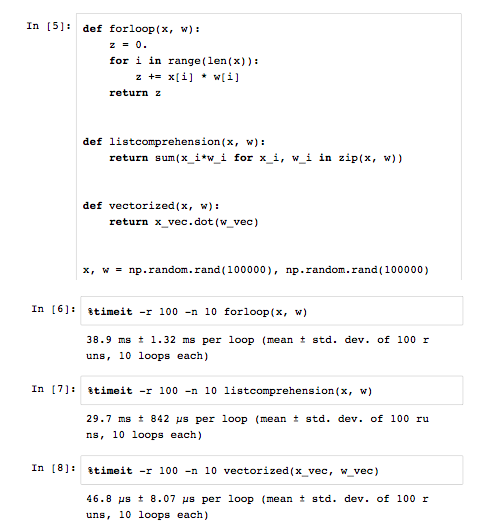 In [5]: def forloop(x, w):
    z = 0.
    for i in range(len(x)):
        z += x[i] * w[i]
    return z
def listcomprehension(x, w):
    return sum(x_i*w_i for x_i, w_i in zip(x, w))
def vectorized(x, w):
    return x_vec.dot(w_vec)
x, w = np.random.rand(100000), np.random.rand(100000)
In [6]: %timeit -r 100 -n 10 forloop(x, w)
38.9 ms ± 1.32 ms per loop (mean ± std. dev. of 100 r
uns, 10 loops each)
In [7]: %timeit -r 100 -n 10 listcomprehension(x, w)
29.7 ms ± 842 µs per loop (mean ± std. dev. of 100 ru
ns, 10 loops each)
In [8]: %timeit -r 100 -n 10 vectorized(x_vec, w_vec)
46.8 µs ± 8.07 µs per loop (mean ± std. dev. of 100 r
uns, 10 loops each)